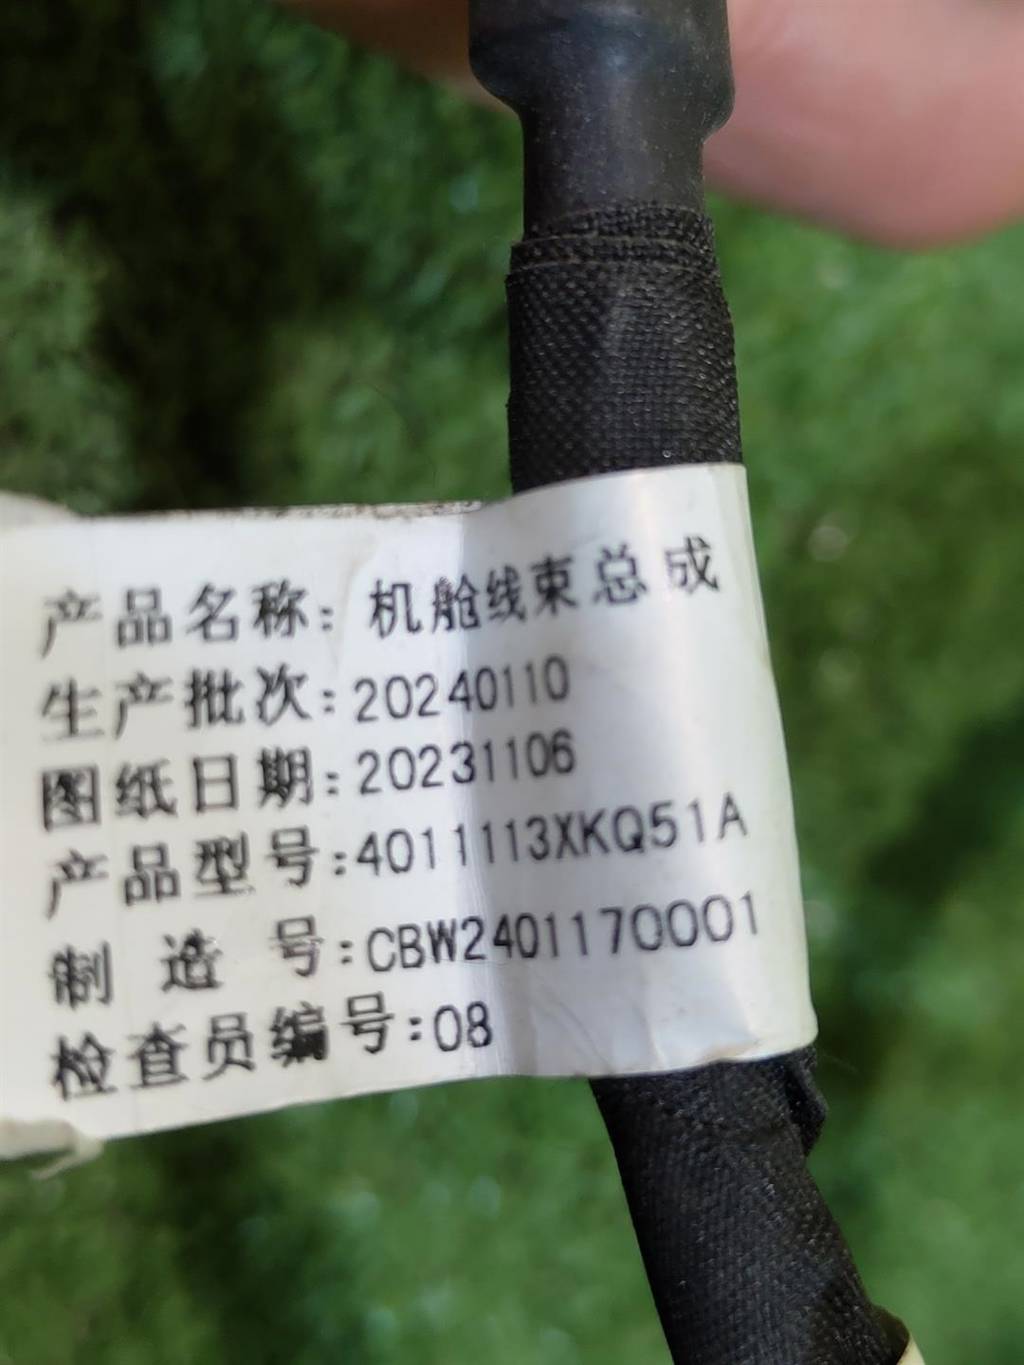 产品名称：机舱线束总成
生产批次：20240110
图纸日期：20231106
产品型号：4011113XKQ51A
制造号：CBW2401170001
检查员编号：08